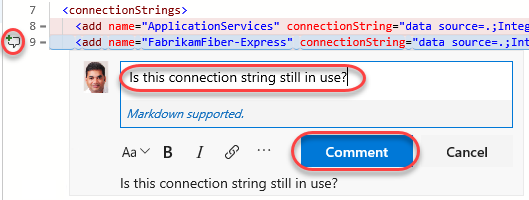 7 <connectionStrings>
8 - <add name="ApplicationServices" connectionString="data source=.;Integ
9 - <add name="FabrikamFiber-Express" connectionString="data source=.;Int
Is this connection string still in use?
Markdown supported.
Aa B I ... Comment Cancel
Is this connection string still in use?